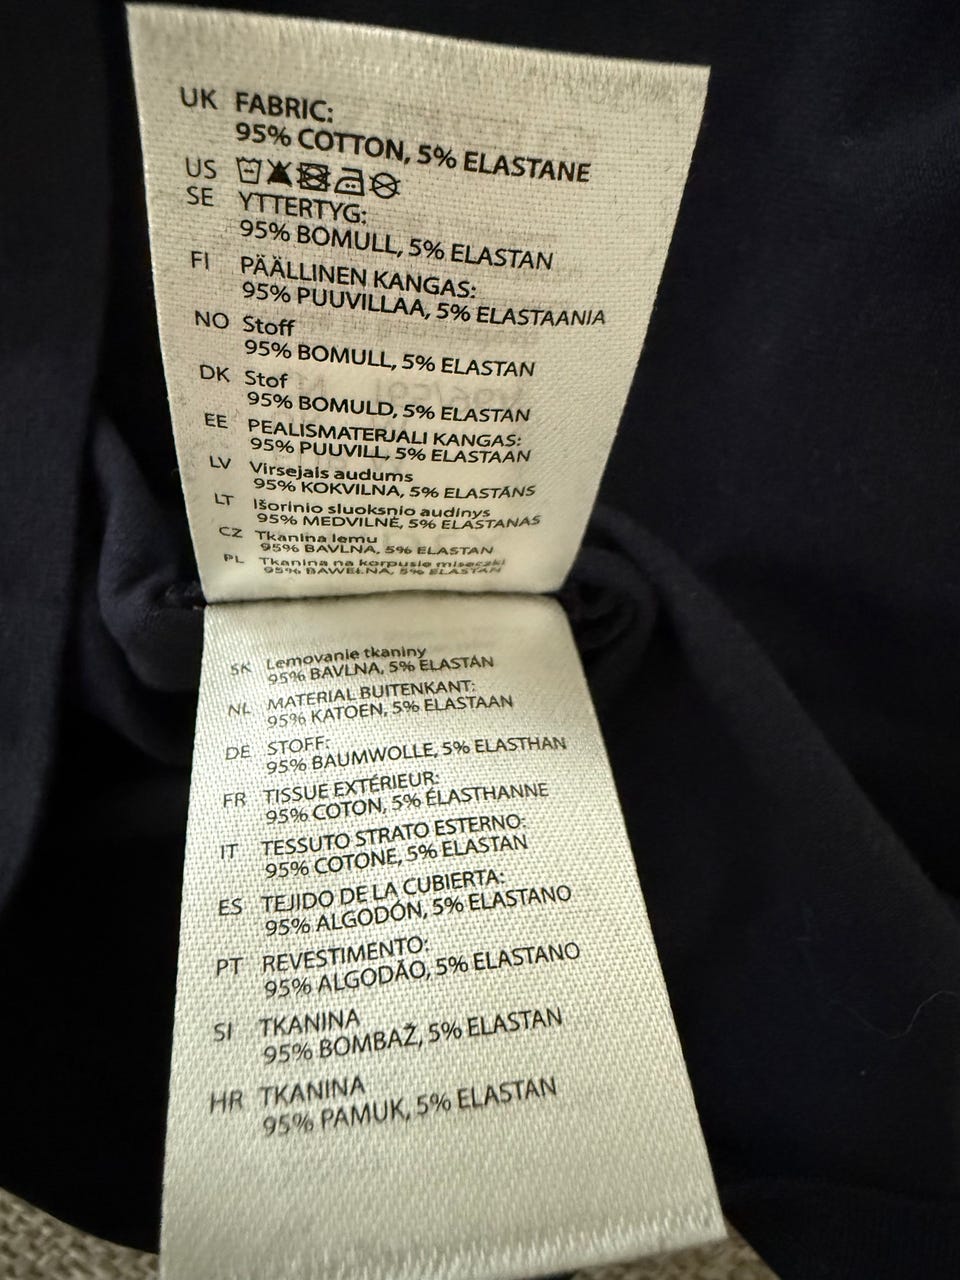 UK FABRIC:
95% COTTON, 5% ELASTANE
US
SE YTTERTYG:
95% BOMULL, 5% ELASTAN
FI PÄÄLLINEN KANGAS:
95% PUUVILLAA, 5% ELASTAANIA
NO Stoff
95% BOMULL, 5% ELASTAN
DK Stof
95% BOMULD, 5% ELASTAN
EE PEALISMATERJALI KANGAS:
95% PUUVILL, 5% ELASTAAN
LV Virsejais audums
95% KOKVILNA, 5% ELASTĀNS
LT Išorinio sluoksnio audinys
95% MEDVILNĖ, 5% ELASTANAS
CZ Tkanina lemu
95% BAVLNA, 5% ELASTAN
PL Tkanina na korpusie miseczki
95% BAWEŁNA, 5% ELASTAN
SK Lemovanie tkaniny
95% BAVLNA, 5% ELASTÁN
NL MATERIAL BUITENKANT:
95% KATOEN, 5% ELASTAAN
DE STOFF:
95% BAUMWOLLE, 5% ELASTHAN
FR TISSUE EXTÉRIEUR:
95% COTON, 5% ÉLASTHANNE
IT TESSUTO STRATO ESTERNO:
95% COTONE, 5% ELASTAN
ES TEJIDO DE LA CUBIERTA:
95% ALGODÓN, 5% ELASTANO
PT REVESTIMENTO:
95% ALGODÃO, 5% ELASTANO
SI TKANINA
95% BOMBAŽ, 5% ELASTAN
HR TKANINA
95% PAMUK, 5% ELASTAN